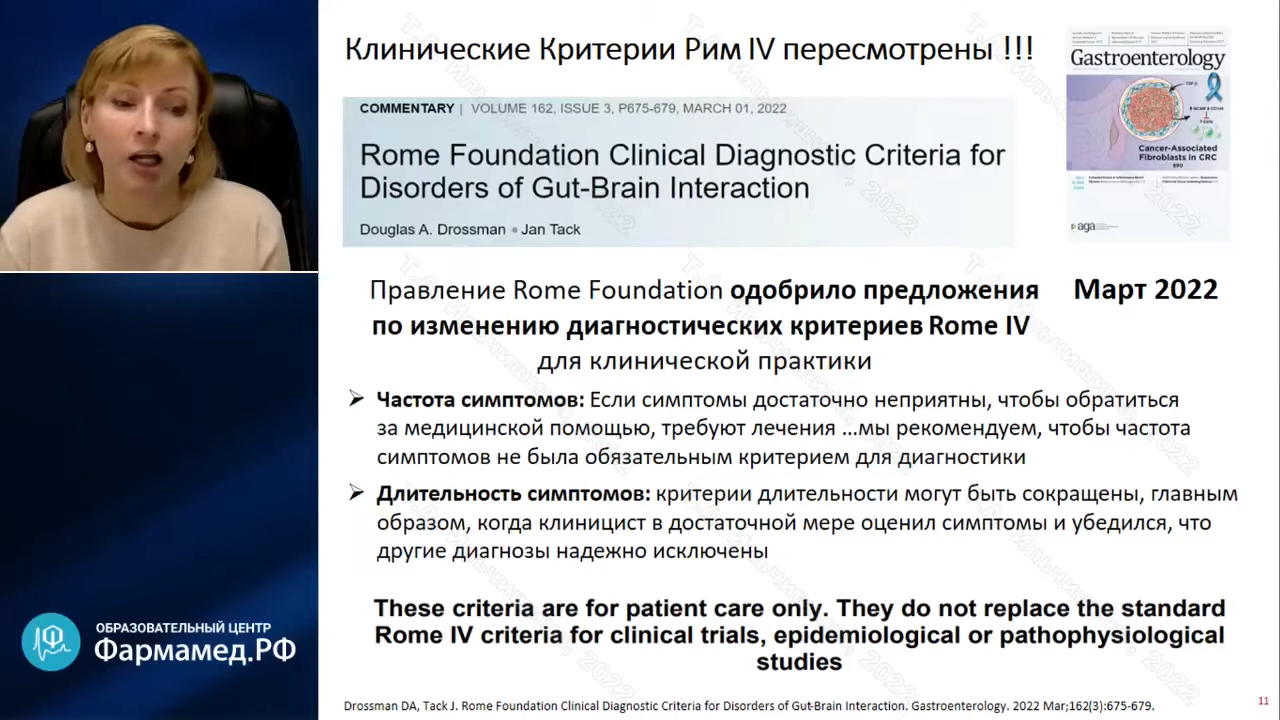 Клинические Критерии Рим IV пересмотрены !!!
COMMENTARY | VOLUME 162, ISSUE 3, P675-679, MARCH 01, 2022
Rome Foundation Clinical Diagnostic Criteria for
Disorders of Gut-Brain Interaction
Douglas A. Drossman • Jan Tack
Gastroenterology
Cancer-Associated
Fibroblasts in CRC
aga
Правление Rome Foundation одобрило предложения
по изменению диагностических критериев Rome IV
для клинической практики
Март 2022
➢ Частота симптомов: Если симптомы достаточно неприятны, чтобы обратиться
за медицинской помощью, требуют лечения …мы рекомендуем, чтобы частота
симптомов не была обязательным критерием для диагностики
➢ Длительность симптомов: критерии длительности могут быть сокращены, главным
образом, когда клиницист в достаточной мере оценил симптомы и убедился, что
другие диагнозы надежно исключены
These criteria are for patient care only. They do not replace the standard
Rome IV criteria for clinical trials, epidemiological or pathophysiological
studies
ОБРАЗОВАТЕЛЬНЫЙ ЦЕНТР
Фармамед.РФ
Drossman DA, Tack J. Rome Foundation Clinical Diagnostic Criteria for Disorders of Gut-Brain Interaction. Gastroenterology. 2022 Mar;162(3):675-679.
11